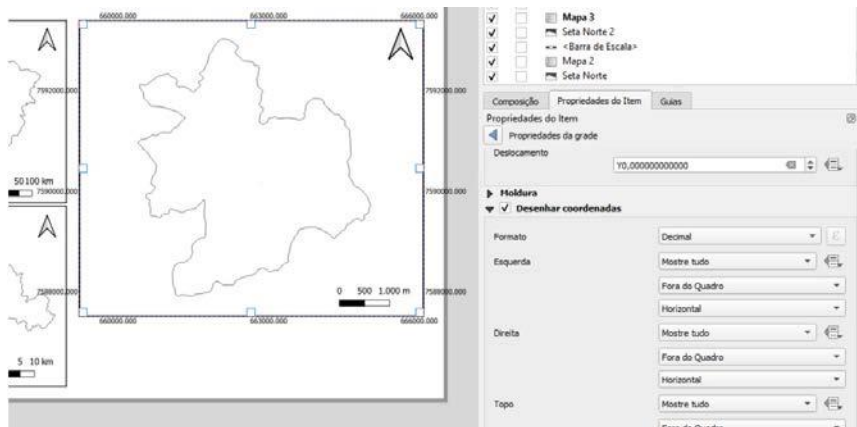 660000.000
663000.000
666000.000
7592000.000
7592000.000
50100 km
7590000.000
7590000.000
7588000.000
7588000.000
0 500 1.000 m
660000.000
663000.000
666000.000
5 10 km
Mapa 3
Seta Norte 2
<Barra de Escala>
Mapa 2
Seta Norte
Composição
Propriedades do Item
Guias
Propriedades do Item
Propriedades da grade
Deslocamento
Y0,000000000000
Moldura
Desenhar coordenadas
Formato
Decimal
Esquerda
Mostre tudo
Fora do Quadro
Horizontal
Direita
Mostre tudo
Fora do Quadro
Horizontal
Topo
Mostre tudo
Fora do Quadro